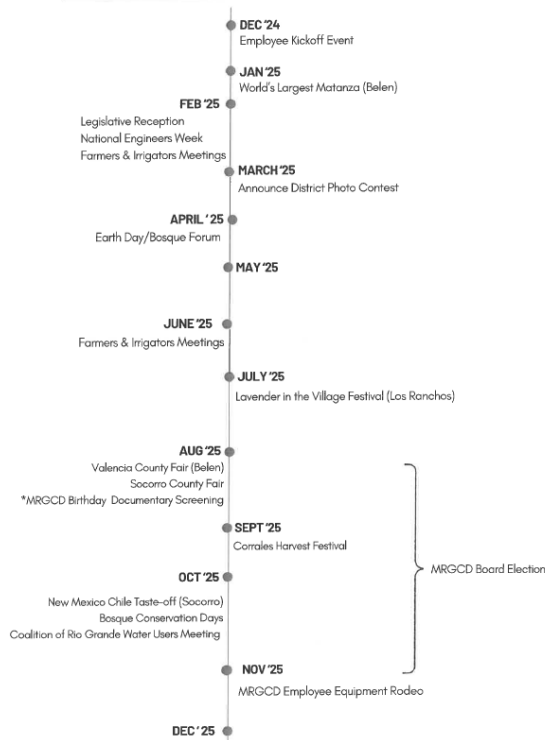 DEC '24
Employee Kickoff Event
JAN '25
World's Largest Matanza (Belen)
FEB '25
Legislative Reception
National Engineers Week
Farmers & Irrigators Meetings
MARCH '25
Announce District Photo Contest
APRIL '25
Earth Day/Bosque Forum
MAY '25
JUNE '25
Farmers & Irrigators Meetings
JULY '25
Lavender in the Village Festival (Los Ranchos)
AUG '25
Valencia County Fair (Belen)
Socorro County Fair
*MRGCD Birthday Documentary Screening
SEPT '25
Corrales Harvest Festival
MRGCD Board Election
OCT '25
New Mexico Chile Taste-off (Socorro)
Bosque Conservation Days
Coalition of Rio Grande Water Users Meeting
NOV '25
MRGCD Employee Equipment Rodeo
DEC '25